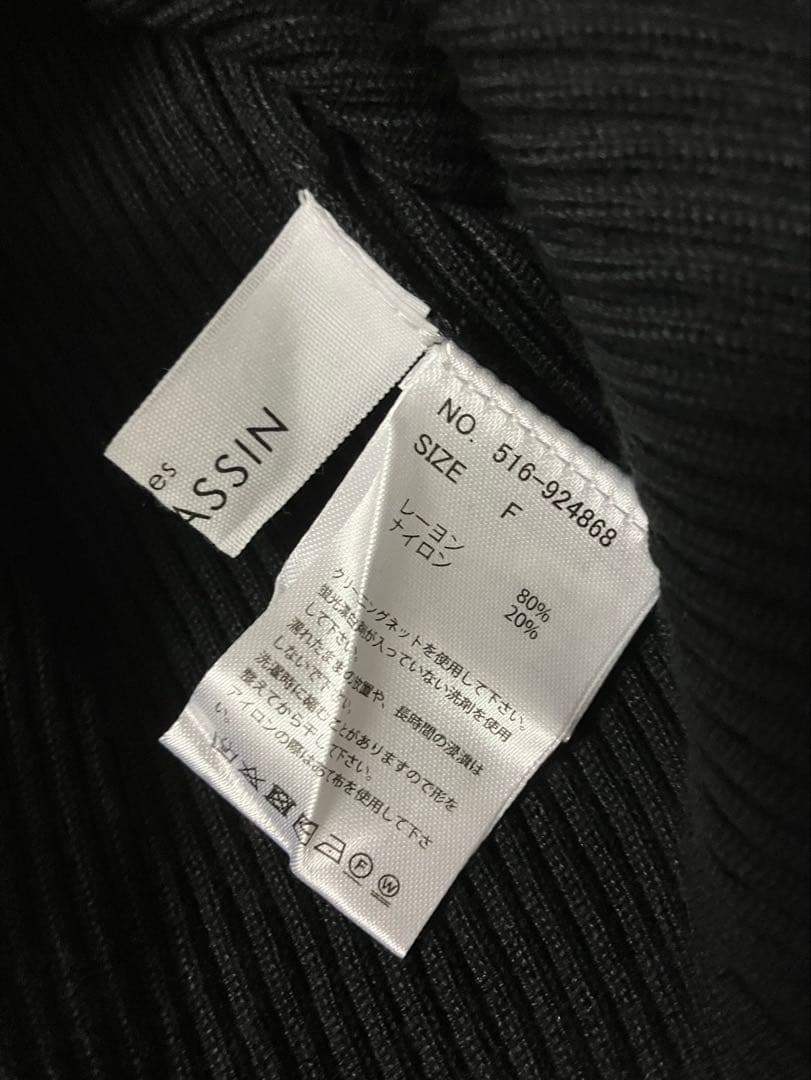 es
ASSIN
NO. 516-924868
SIZE F
レーヨン 80%
ナイロン 20%
クリーニングネットを使用して下さい。
蛍光漂白剤が入っていない洗剤を使用
して下さい。
濡れたままの放置や、長時間の浸漬は
しないで下さい。
洗濯時に縮むことがありますので形を
整えてから干して下さい。
アイロンの際はあて布を使用して下さ
い。
F W